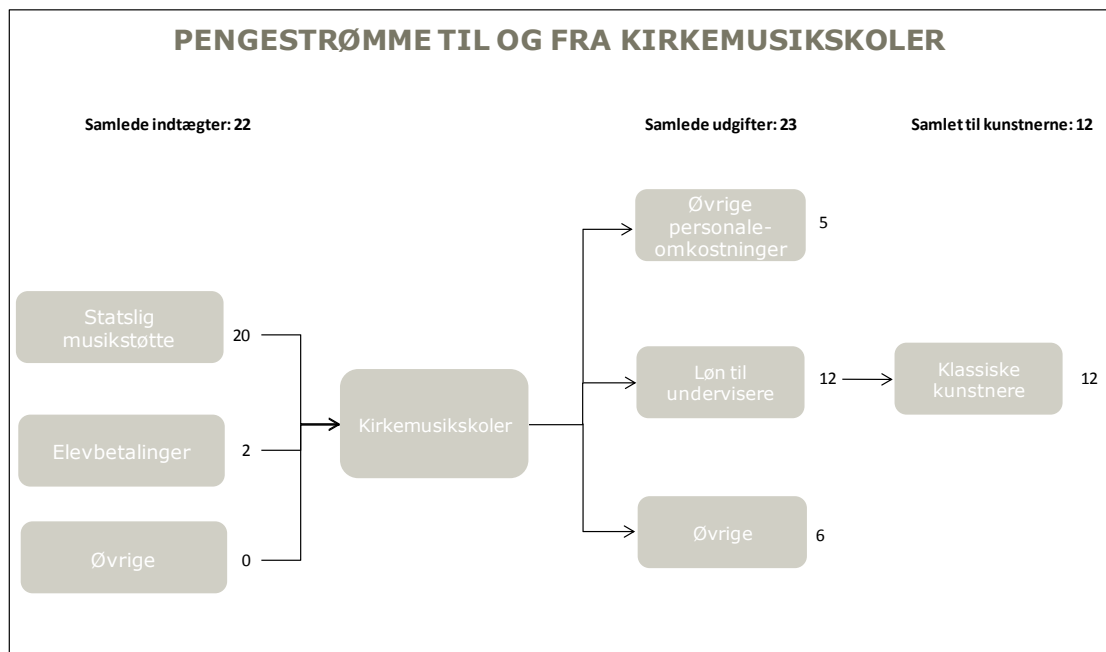 PENGESTRØMME TIL OG FRA KIRKEMUSIKSKOLER
Samlede indtægter: 22
Samlede udgifter: 23
Samlet til kunstnerne: 12
Statslig
musikstøtte
20
Elevbetalinger
2
Øvrige
0
Kirkemusikskoler
Øvrige
personale-
omkostninger
5
Løn til
undervisere
12
Øvrige
6
Klassiske
kunstnere
12